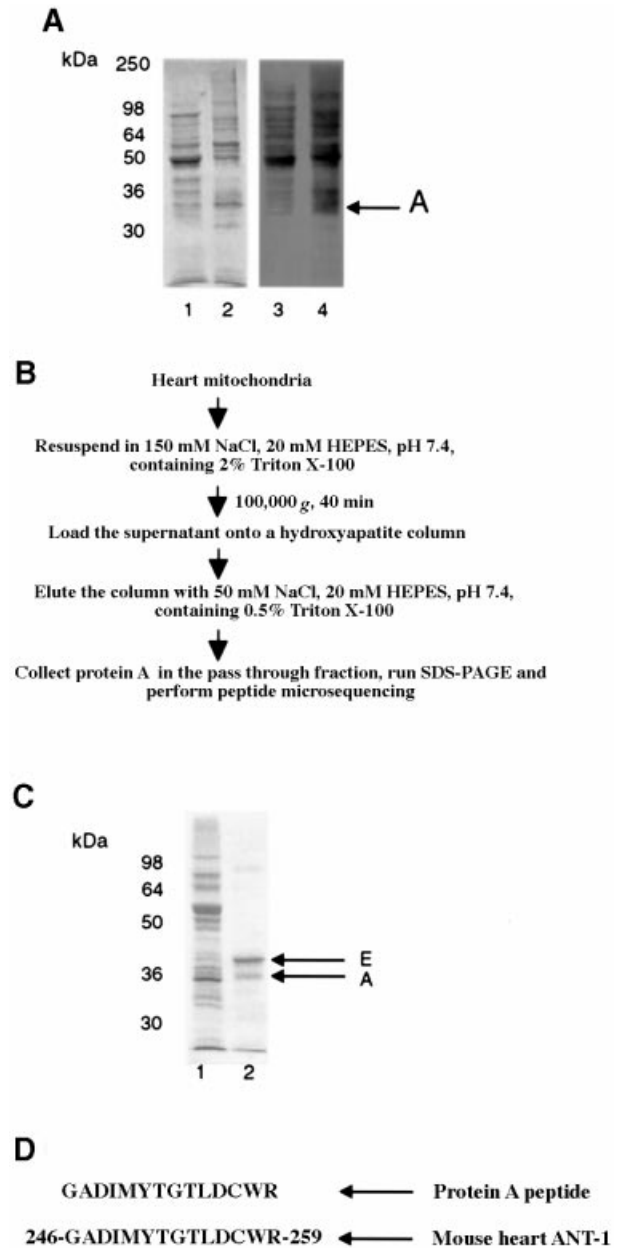 A
kDa
250
98
64
50
36
30
A
1 2 3 4
B
Heart mitochondria
Resuspend in 150 mM NaCl, 20 mM HEPES, pH 7.4,
containing 2% Triton X-100
100,000 g, 40 min
Load the supernatant onto a hydroxyapatite column
Elute the column with 50 mM NaCl, 20 mM HEPES, pH 7.4,
containing 0.5% Triton X-100
Collect protein A in the pass through fraction, run SDS-PAGE and
perform peptide microsequencing
C
kDa
98
64
50
36
30
E
A
1 2
D
GADIMYTGTLDCWR Protein A peptide
246-GADIMYTGTLDCWR-259 Mouse heart ANT-1